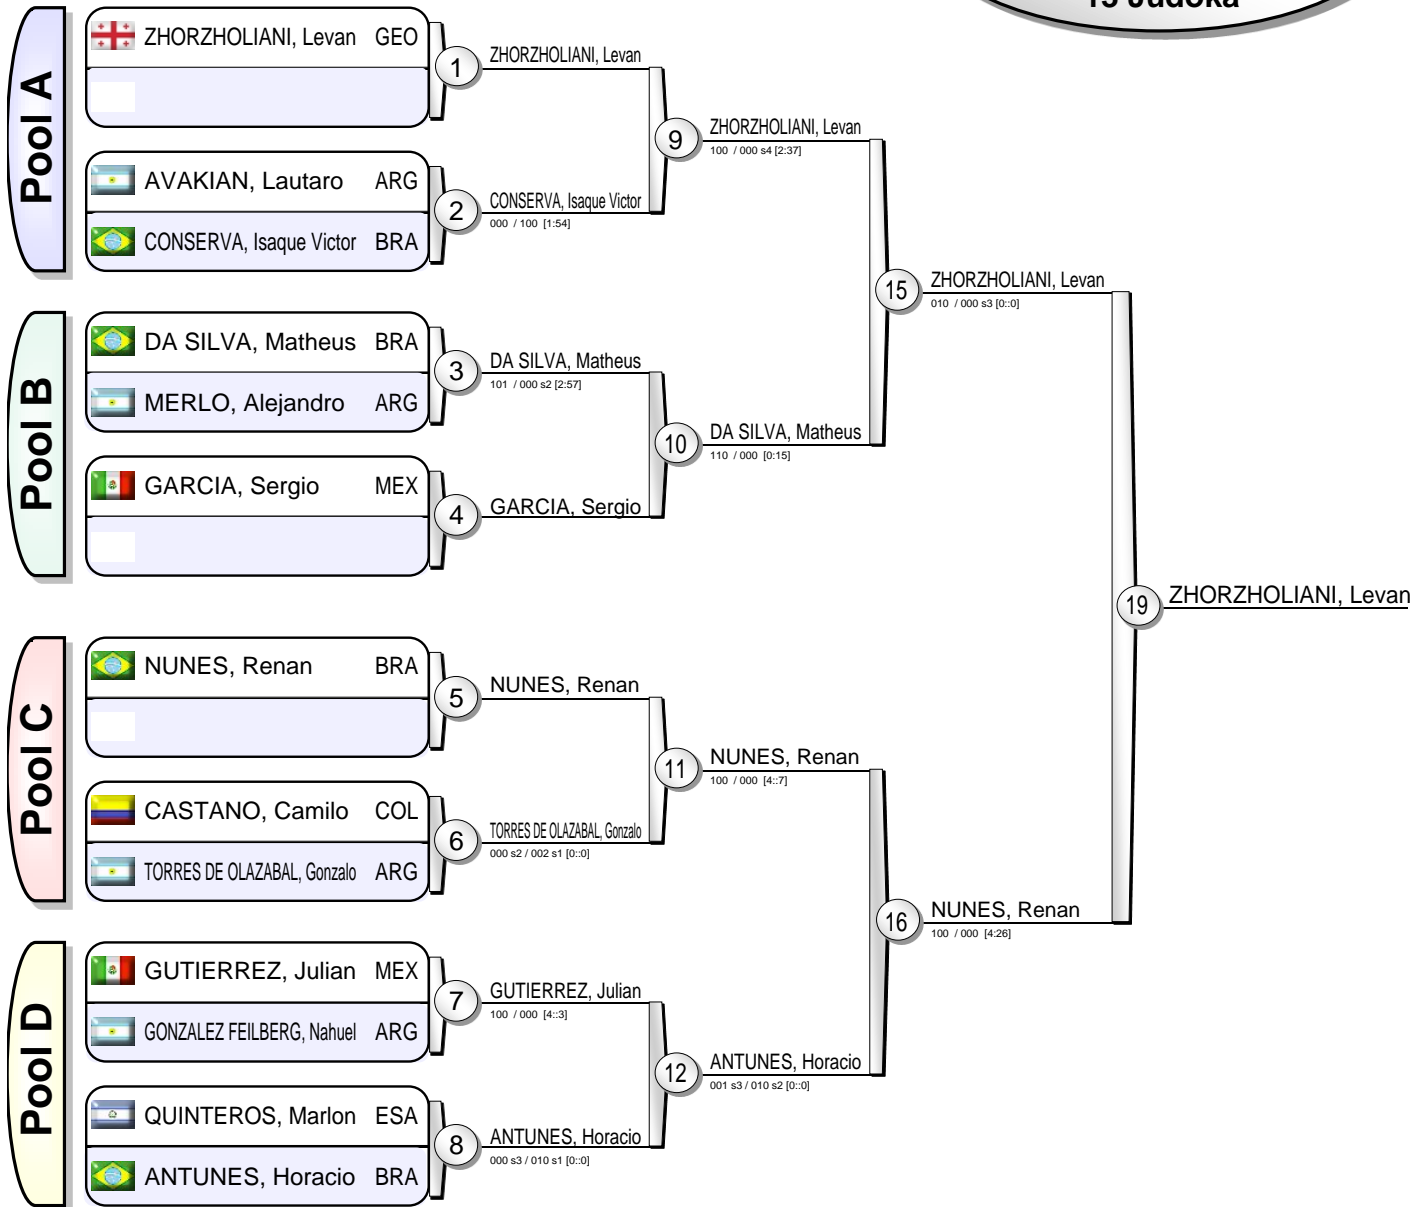 13 Judoka
Pool A
ZHORZHOLIANI, Levan GEO
AVAKIAN, Lautaro ARG
CONSERVA, Isaque Victor BRA
Pool B
DA SILVA, Matheus BRA
MERLO, Alejandro ARG
GARCIA, Sergio MEX
Pool C
NUNES, Renan BRA
CASTANO, Camilo COL
TORRES DE OLAZABAL, Gonzalo ARG
Pool D
GUTIERREZ, Julian MEX
GONZALEZ FEILBERG, Nahuel ARG
QUINTEROS, Marlon ESA
ANTUNES, Horacio BRA
1
ZHORZHOLIANI, Levan
2
CONSERVA, Isaque Victor
000 / 100 [1:54]
3
DA SILVA, Matheus
101 / 000 s2 [2:57]
4
GARCIA, Sergio
5
NUNES, Renan
6
TORRES DE OLAZABAL, Gonzalo
000 s2 / 002 s1 [0::0]
7
GUTIERREZ, Julian
100 / 000 [4::3]
8
ANTUNES, Horacio
000 s3 / 010 s1 [0::0]
9
ZHORZHOLIANI, Levan
100 / 000 s4 [2:37]
10
DA SILVA, Matheus
110 / 000 [0:15]
11
NUNES, Renan
100 / 000 [4::7]
12
ANTUNES, Horacio
001 s3 / 010 s2 [0::0]
15
ZHORZHOLIANI, Levan
010 / 000 s3 [0::0]
16
NUNES, Renan
100 / 000 [4:26]
19
ZHORZHOLIANI, Levan